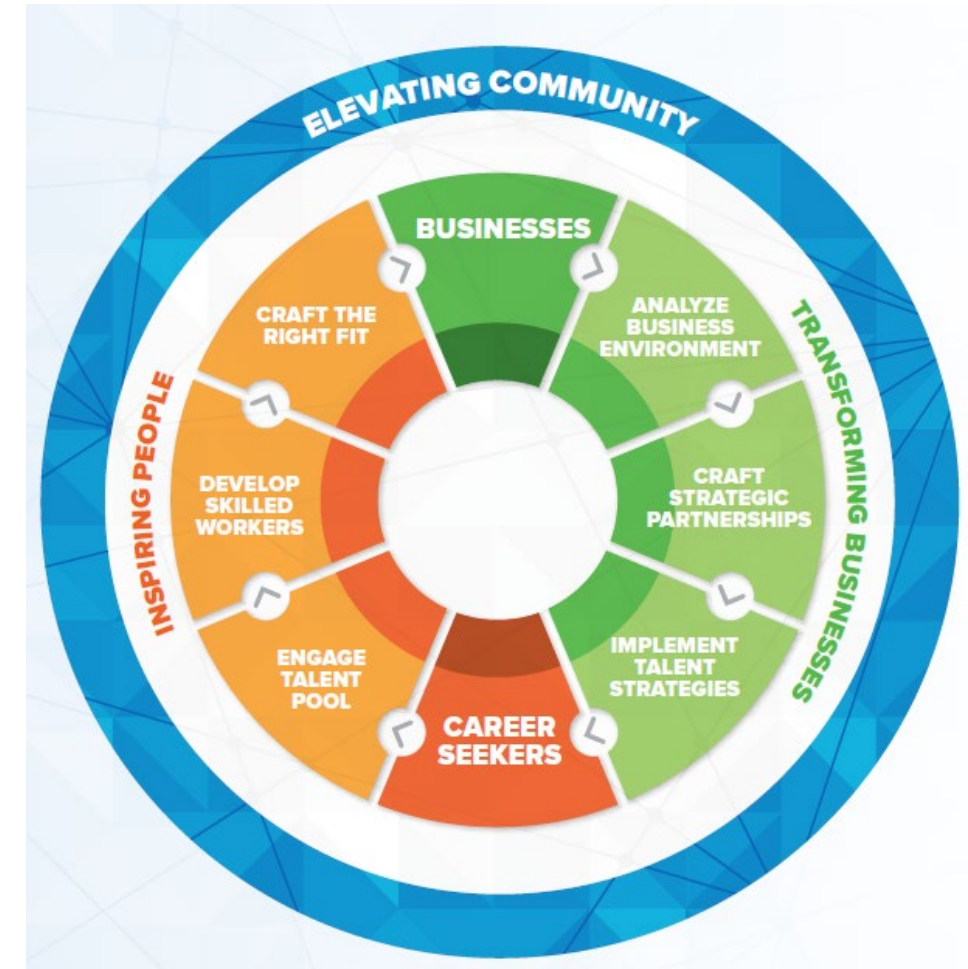 ELEVATING COMMUNITY
BUSINESSES
ANALYZE
BUSINESS
ENVIRONMENT
CRAFT
STRATEGIC
PARTNERSHIPS
IMPLEMENT
TALENT
STRATEGIES
TRANSFORMING BUSINESSES
CAREER
SEEKERS
ENGAGE
TALENT
POOL
DEVELOP
SKILLED
WORKERS
CRAFT THE
RIGHT FIT
INSPIRING PEOPLE